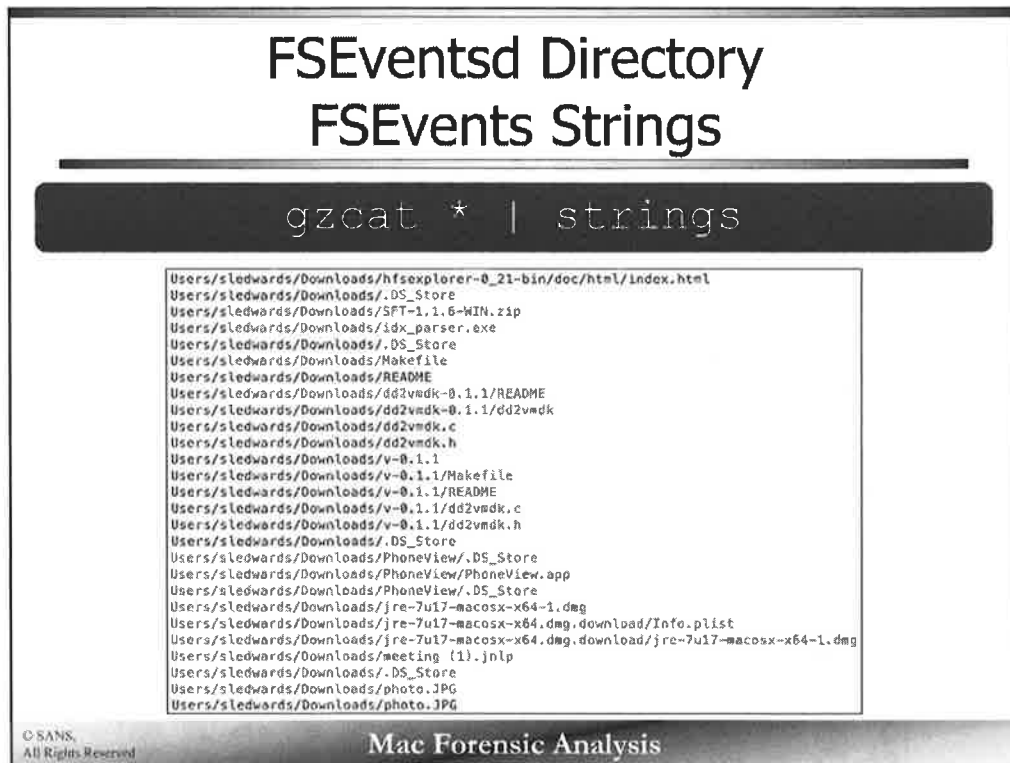 FSEventsd Directory
FSEvents Strings
gzcat * | strings
Users/sledwards/Downloads/hfsexplorer-0_21-bin/doc/html/index.html
Users/sledwards/Downloads/.DS_Store
Users/sledwards/Downloads/SFT-1.1.6-WIN.zip
Users/sledwards/Downloads/idx_parser.exe
Users/sledwards/Downloads/.DS_Store
Users/sledwards/Downloads/Makefile
Users/sledwards/Downloads/README
Users/sledwards/Downloads/dd2vmdk-0.1.1/README
Users/sledwards/Downloads/dd2vmdk-0.1.1/dd2vmdk
Users/sledwards/Downloads/dd2vmdk.c
Users/sledwards/Downloads/dd2vmdk.h
Users/sledwards/Downloads/v-0.1.1
Users/sledwards/Downloads/v-0.1.1/Makefile
Users/sledwards/Downloads/v-0.1.1/README
Users/sledwards/Downloads/v-0.1.1/dd2vmdk.c
Users/sledwards/Downloads/v-0.1.1/dd2vmdk.h
Users/sledwards/Downloads/.DS_Store
Users/sledwards/Downloads/PhoneView/.DS_Store
Users/sledwards/Downloads/PhoneView/PhoneView.app
Users/sledwards/Downloads/PhoneView/.DS_Store
Users/sledwards/Downloads/jre-7u17-macosx-x64-1.dmg
Users/sledwards/Downloads/jre-7u17-macosx-x64.dmg.download/Info.plist
Users/sledwards/Downloads/jre-7u17-macosx-x64.dmg.download/jre-7u17-macosx-x64-1.dmg
Users/sledwards/Downloads/meeting (1).jnlp
Users/sledwards/Downloads/.DS_Store
Users/sledwards/Downloads/photo.JPG
Users/sledwards/Downloads/photo.JPG
© SANS,
All Rights Reserved
Mac Forensic Analysis